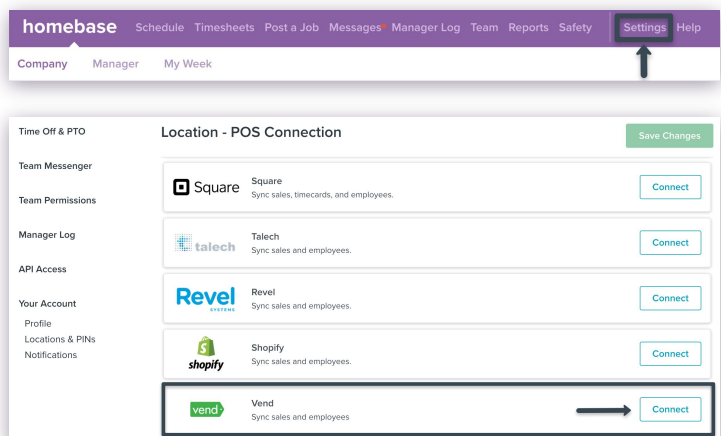 homebase Schedule Timesheets Post a Job Messages Manager Log Team Reports Safety Settings Help
Company Manager My Week
Time Off & PTO
Team Messenger
Team Permissions
Manager Log
API Access
Your Account
Profile
Locations & PINs
Notifications
Location - POS Connection
Save Changes
Square
Square
Sync sales, timecards, and employees.
Connect
talech
Talech
Sync sales and employees.
Connect
Revel
SYSTEMS
Revel
Sync sales and employees.
Connect
shopify
Shopify
Sync sales and employees.
Connect
vend
Vend
Sync sales and employees
Connect